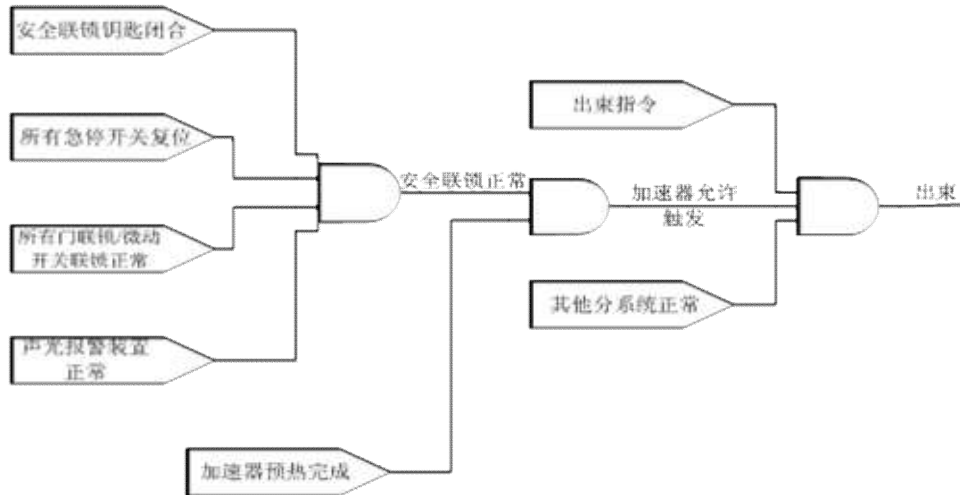 安全联锁钥匙闭合
所有急停开关复位
所有门联锁/微动
开关联锁正常
声光报警装置
正常
加速器预热完成
安全联锁正常
出束指令
加速器允许
触发
其他分系统正常
出束